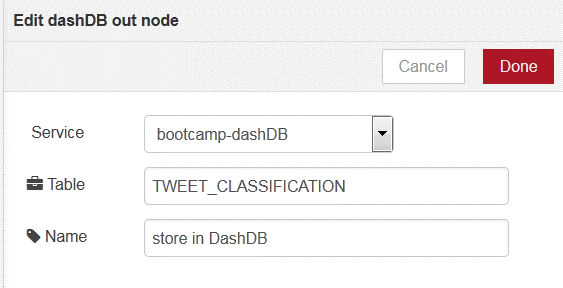 Edit dashDB out node
Cancel Done
Service bootcamp-dashDB
Table TWEET_CLASSIFICATION
Name store in DashDB